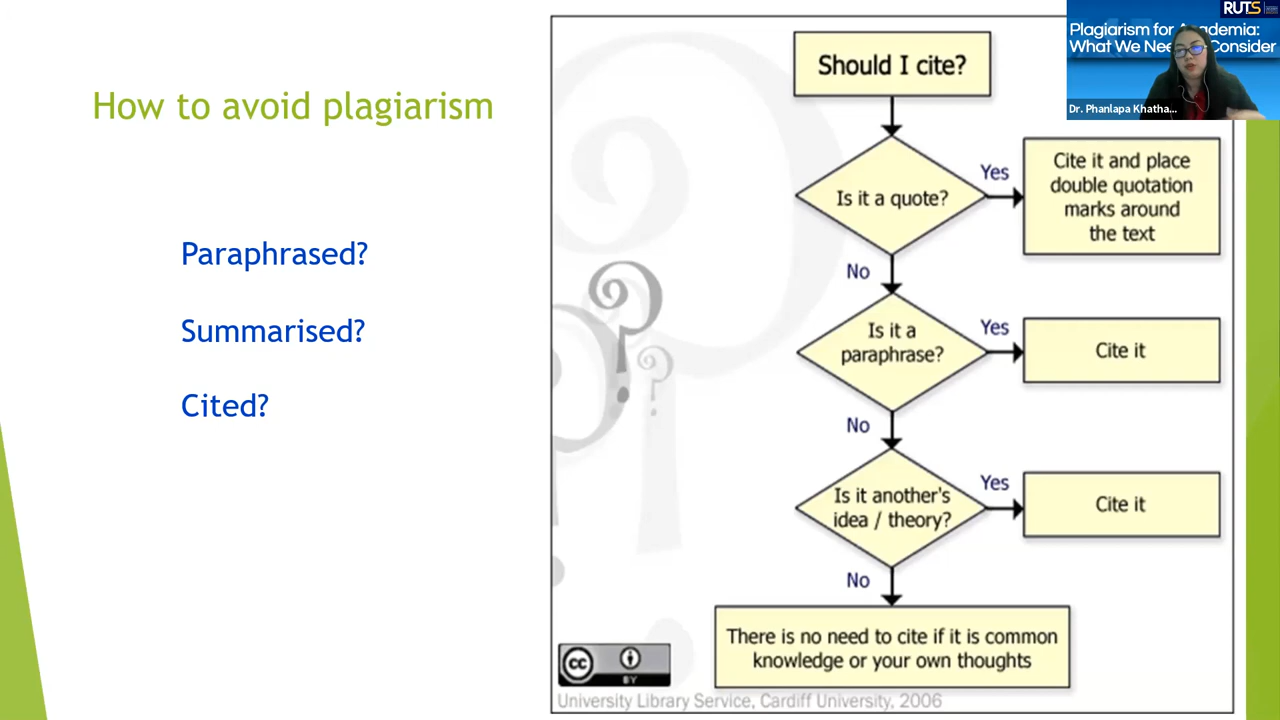 How to avoid plagiarism
Paraphrased?
Summarised?
Cited?
Should I cite?
Is it a quote?
Yes
Cite it and place
double quotation
marks around
the text
No
Is it a
paraphrase?
Yes
Cite it
No
Is it another's
idea / theory?
Yes
Cite it
No
There is no need to cite if it is common
knowledge or your own thoughts
cc
BY
University Library Service, Cardiff University, 2006
RUTS
Plagiarism for
What We
Consider
Dr. Phanlapa Khatha...